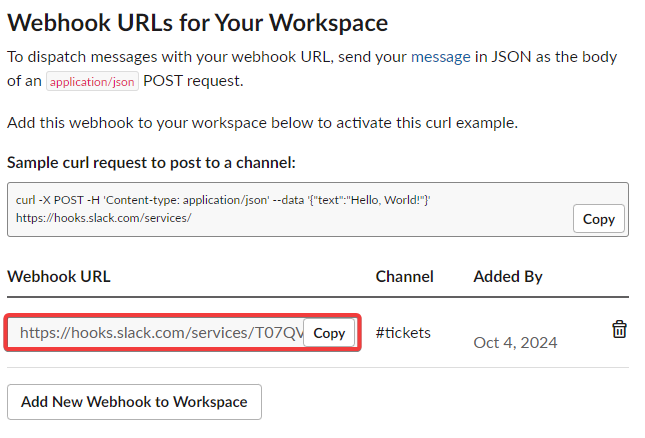 Webhook URLs for Your Workspace
To dispatch messages with your webhook URL, send your message in JSON as the body
of an application/json POST request.
Add this webhook to your workspace below to activate this curl example.
Sample curl request to post to a channel:
curl -X POST -H 'Content-type: application/json' --data '{"text":"Hello, World!"}'
https://hooks.slack.com/services/
Copy
Webhook URL Channel Added By
https://hooks.slack.com/services/T07QV Copy #tickets Oct 4, 2024
Add New Webhook to Workspace